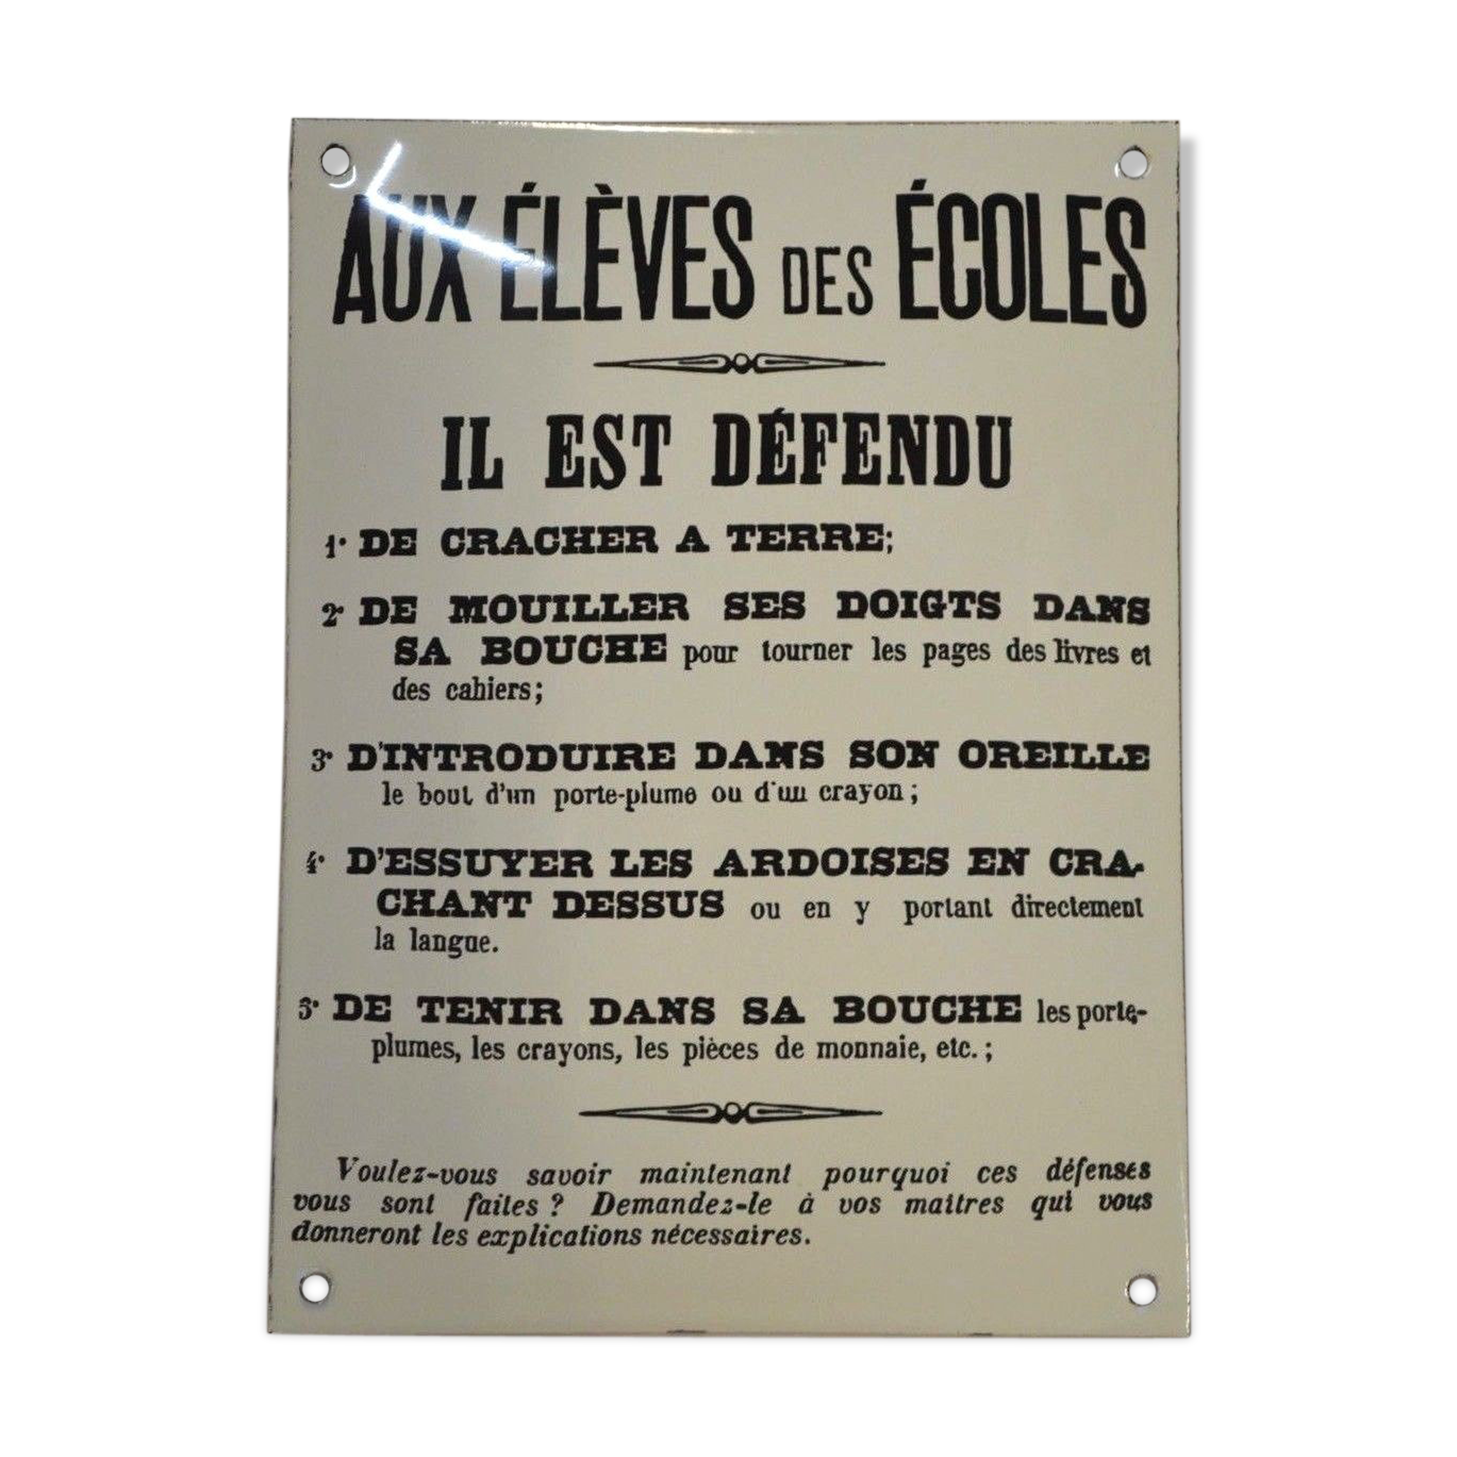 AUX ÉLÈVES DES ÉCOLES
IL EST DÉFENDU
1° DE CRACHER A TERRE;
2° DE MOUILLER SES DOIGTS DANS
SA BOUCHE pour tourner les pages des livres et
des cahiers;
3° D'INTRODUIRE DANS SON OREILLE
le bout d'un porte-plume ou d'un crayon;
4° D'ESSUYER LES ARDOISES EN CRA-
CHANT DESSUS ou en y portant directement
la langue.
5° DE TENIR DANS SA BOUCHE les porte-
plumes, les crayons, les pièces de monnaie, etc.;
Voulez-vous savoir maintenant pourquoi ces défenses
vous sont faites? Demandez-le à vos maitres qui vous
donneront les explications nécessaires.